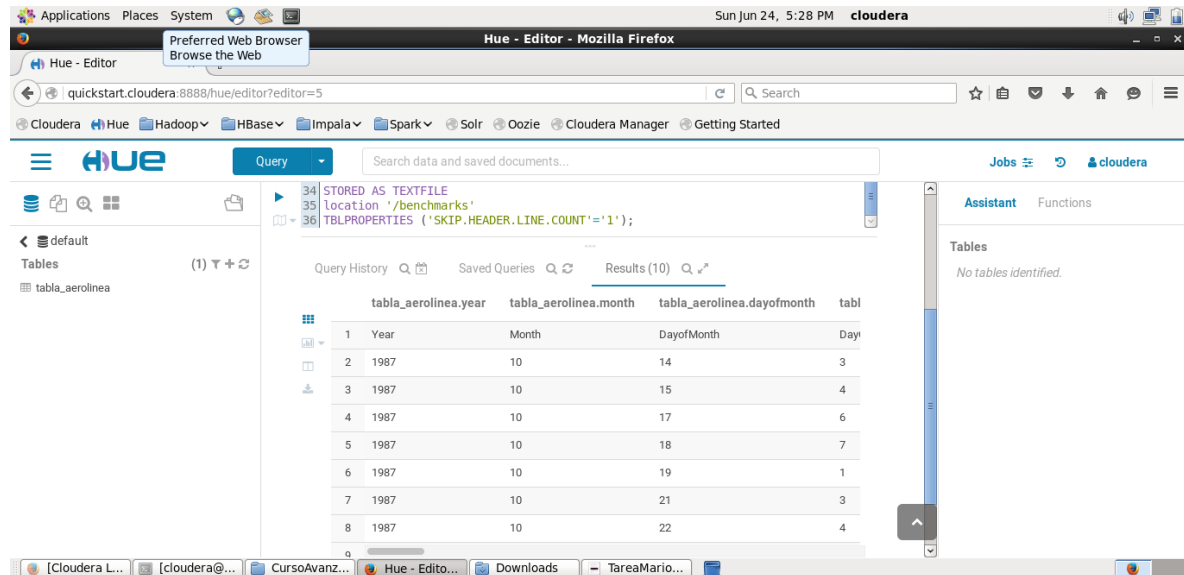 Applications Places System Sun Jun 24, 5:28 PM cloudera
Preferred Web Browser
Browse the Web
Hue - Editor - Mozilla Firefox
Hue - Editor
quickstart.cloudera:8888/hue/editor?editor=5 Search
Cloudera Hue Hadoop HBase Impala Spark Solr Oozie Cloudera Manager Getting Started
HUE Query Search data and saved documents... Jobs cloudera
34 STORED AS TEXTFILE
35 location '/benchmarks'
36 TBLPROPERTIES ('SKIP.HEADER.LINE.COUNT'='1');
Assistant Functions
default
Tables (1)
tabla_aerolinea
Tables
No tables identified.
Query History Saved Queries Results (10)
tabla_aerolinea.year tabla_aerolinea.month tabla_aerolinea.dayofmonth tabl
1 Year Month DayofMonth Day
2 1987 10 14 3
3 1987 10 15 4
4 1987 10 17 6
5 1987 10 18 7
6 1987 10 19 1
7 1987 10 21 3
8 1987 10 22 4
9
[Cloudera L... [cloudera@... CursoAvanz... Hue - Edito... Downloads TareaMario...